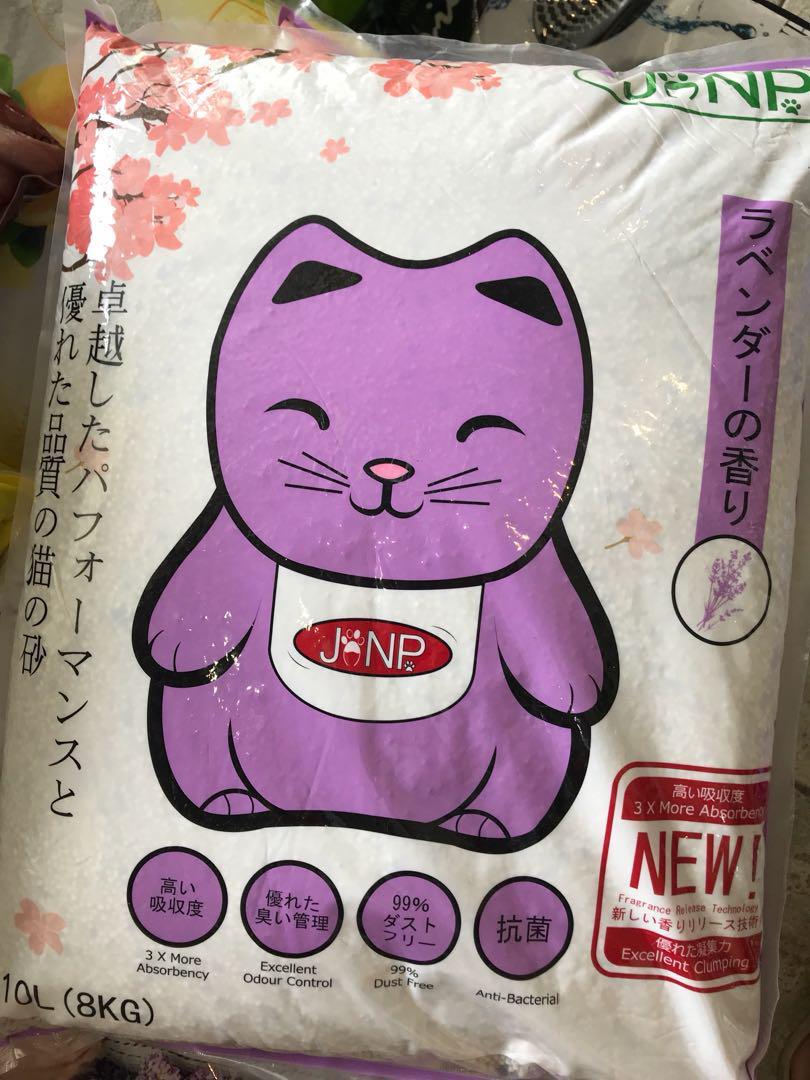 JCNP
ラベンダーの香り
卓越したパフォーマンスと
優れた品質の猫の砂
高い吸収度
3 X More Absorbency
NEW!
Fragrance Release Technology
新しい香りリリース技術
優れた凝集力
Excellent Clumping
高い
吸収度
3 X More
Absorbency
優れた
臭い管理
Excellent
Odour Control
99%
ダスト
フリー
99%
Dust Free
抗菌
Anti-Bacterial
10L (8KG)